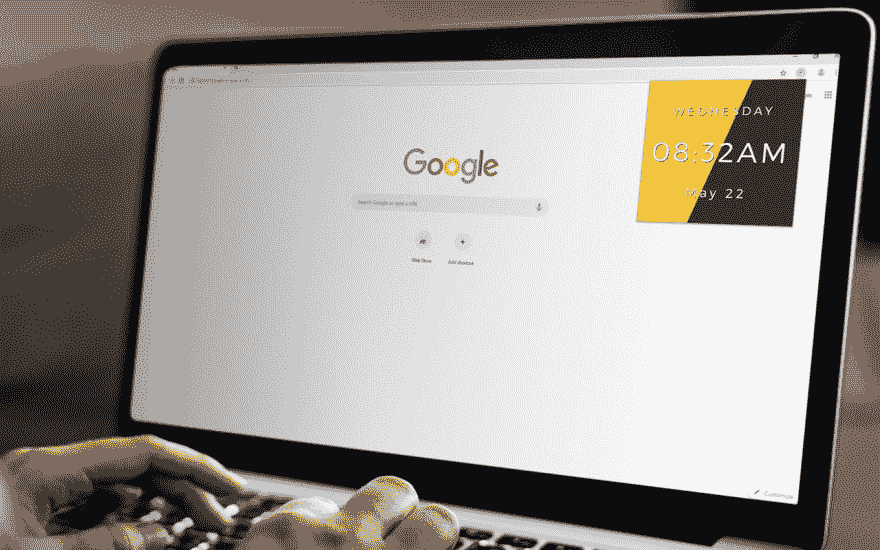 WEDNESDAY
08:32AM
May 22
Google
Search Google or type a URL
Web Store
Add shortcut
Customize